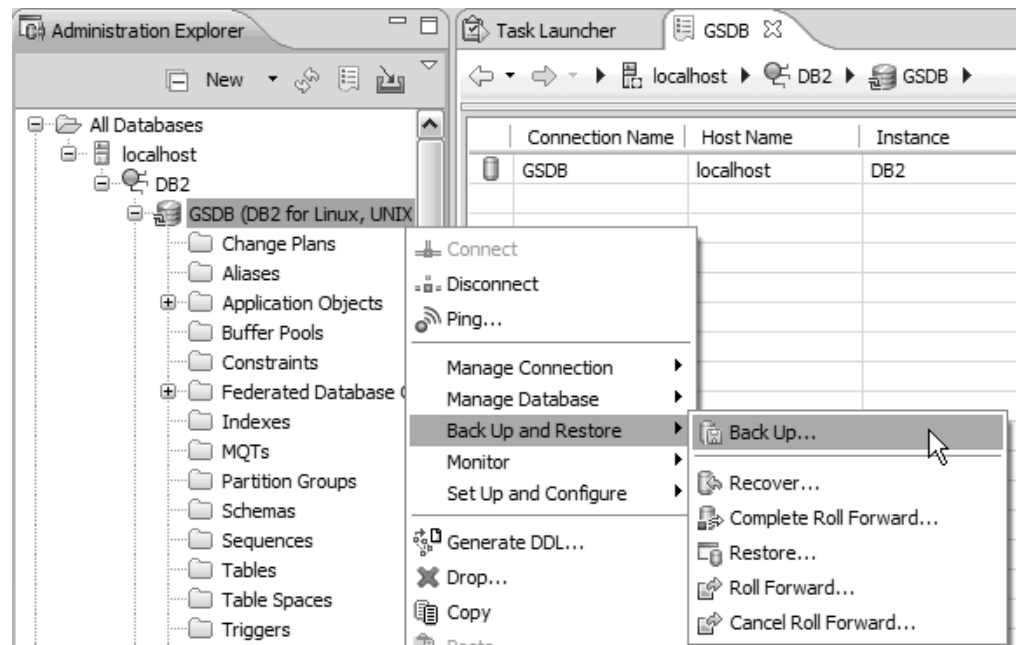 Administration Explorer
New
All Databases
localhost
DB2
GSDB (DB2 for Linux, UNIX
Change Plans
Aliases
Application Objects
Buffer Pools
Constraints
Federated Database
Indexes
MQTs
Partition Groups
Schemas
Sequences
Tables
Table Spaces
Triggers
Task Launcher
GSDB
localhost
DB2
GSDB
Connection Name Host Name Instance
GSDB localhost DB2
Connect
Disconnect
Ping...
Manage Connection
Manage Database
Back Up and Restore
Monitor
Set Up and Configure
Generate DDL...
Drop...
Copy
Back Up...
Recover...
Complete Roll Forward...
Restore...
Roll Forward...
Cancel Roll Forward...